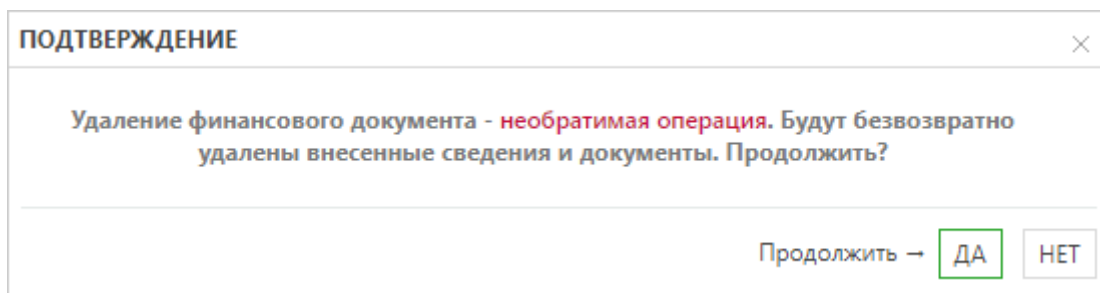 ПОДТВЕРЖДЕНИЕ
Удаление финансового документа - необратимая операция. Будут безвозвратно
удалены внесенные сведения и документы. Продолжить?
Продолжить → ДА НЕТ